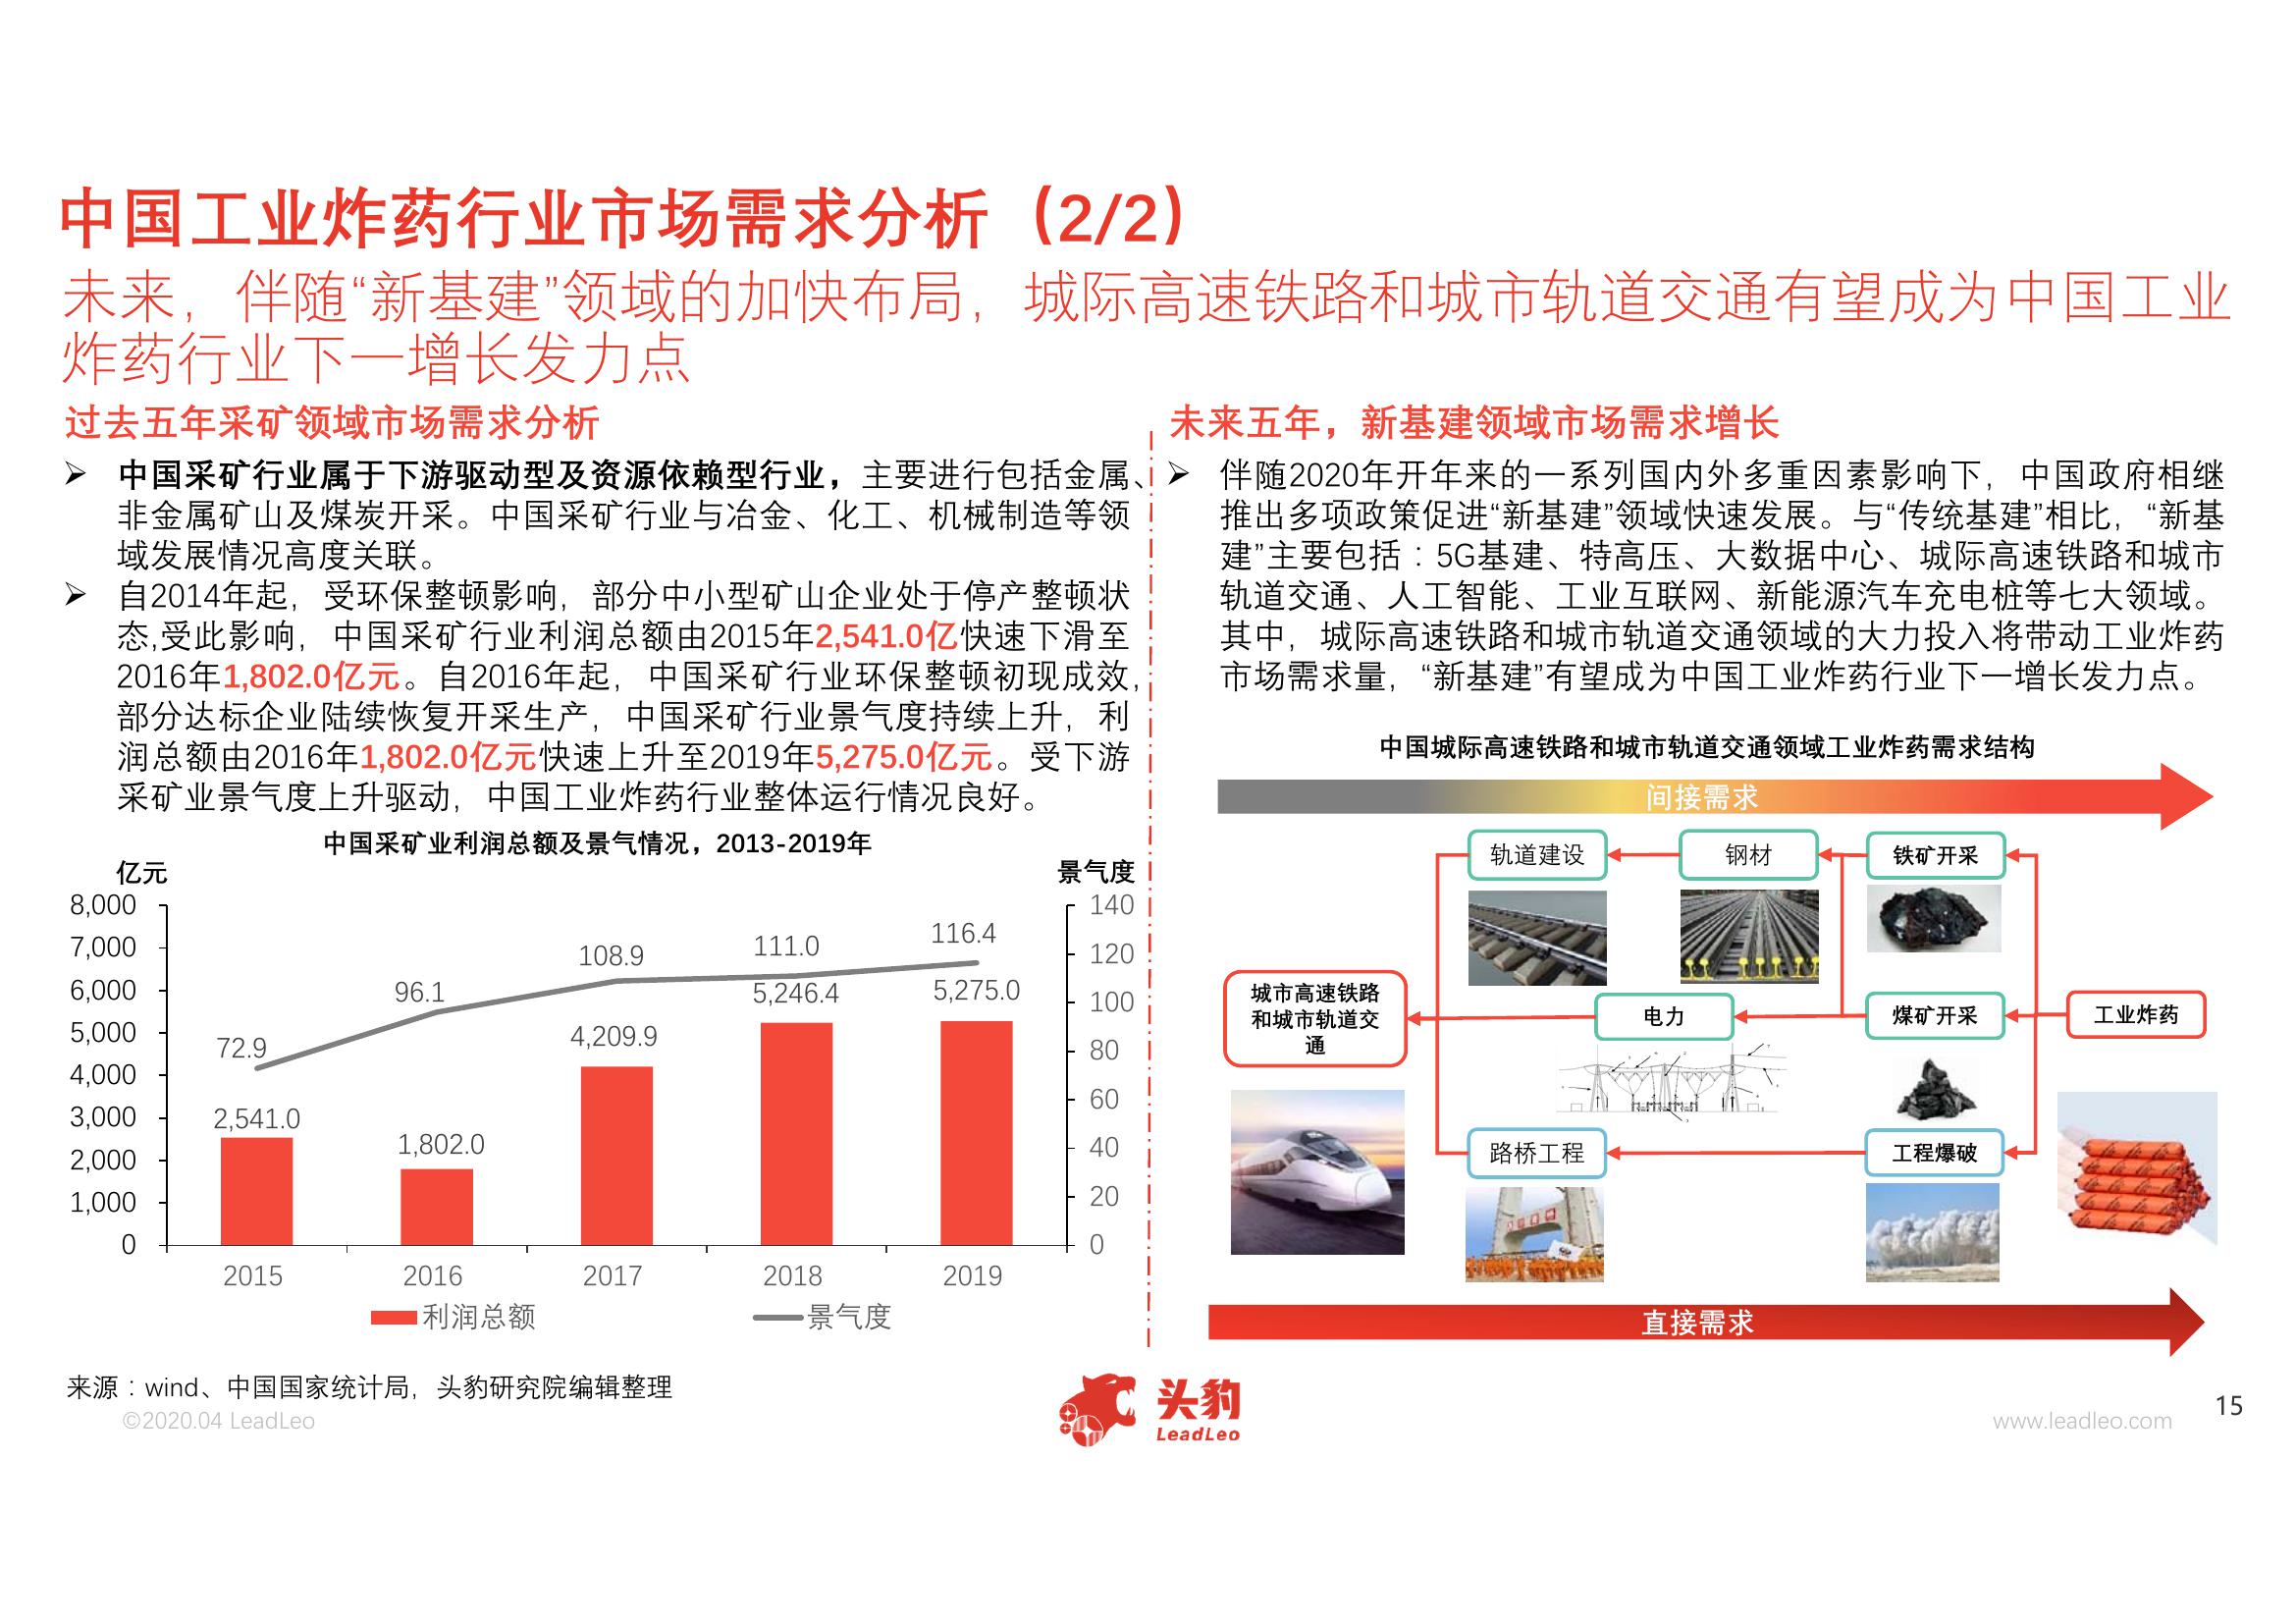 中国工业炸药行业市场需求分析（2/2）
未来，伴随“新基建”领域的加快布局，城际高速铁路和城市轨道交通有望成为中国工业
炸药行业下一增长发力点
过去五年采矿领域市场需求分析
➢ 中国采矿行业属于下游驱动型及资源依赖型行业，主要进行包括金属、
非金属矿山及煤炭开采。中国采矿行业与冶金、化工、机械制造等领
域发展情况高度关联。
➢ 自2014年起，受环保整顿影响，部分中小型矿山企业处于停产整顿状
态,受此影响，中国采矿行业利润总额由2015年2,541.0亿快速下滑至
2016年1,802.0亿元。自2016年起，中国采矿行业环保整顿初现成效，
部分达标企业陆续恢复开采生产，中国采矿行业景气度持续上升，利
润总额由2016年1,802.0亿元快速上升至2019年5,275.0亿元。受下游
采矿业景气度上升驱动，中国工业炸药行业整体运行情况良好。
中国采矿业利润总额及景气情况，2013-2019年
亿元
景气度
8,000
7,000
6,000
5,000
4,000
3,000
2,000
1,000
0
140
120
100
80
60
40
20
0
72.9
96.1
108.9
111.0
116.4
2,541.0
1,802.0
4,209.9
5,246.4
5,275.0
2015
2016
2017
2018
2019
利润总额
景气度
未来五年，新基建领域市场需求增长
➢ 伴随2020年开年来的一系列国内外多重因素影响下，中国政府相继
推出多项政策促进“新基建”领域快速发展。与“传统基建”相比，“新基
建”主要包括：5G基建、特高压、大数据中心、城际高速铁路和城市
轨道交通、人工智能、工业互联网、新能源汽车充电桩等七大领域。
其中，城际高速铁路和城市轨道交通领域的大力投入将带动工业炸药
市场需求量，“新基建”有望成为中国工业炸药行业下一增长发力点。
中国城际高速铁路和城市轨道交通领域工业炸药需求结构
间接需求
轨道建设
钢材
铁矿开采
城市高速铁路
和城市轨道交
通
电力
煤矿开采
工业炸药
路桥工程
工程爆破
直接需求
来源：wind、中国国家统计局，头豹研究院编辑整理
©2020.04 LeadLeo
头豹
LeadLeo
www.leadleo.com
15